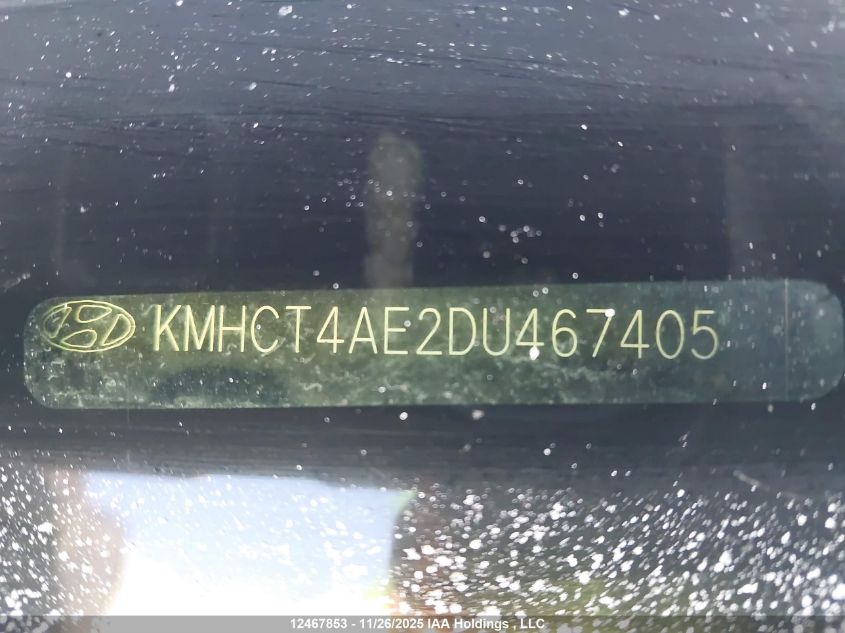 KMHCT4AE2DU467405
12467853 - 11/26/2025 IAA Holdings , LLC